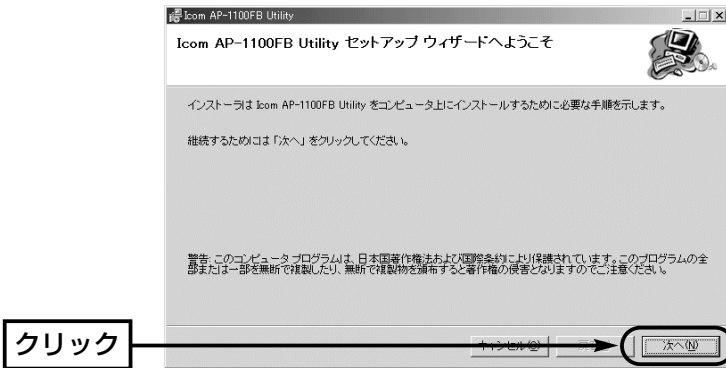 Icom AP-1100FB Utility
Icom AP-1100FB Utility セットアップ ウィザードへようこそ
インストーラは Icom AP-1100FB Utility をコンピュータ上にインストールするために必要な手順を示します。
継続するためには「次へ」をクリックしてください。
警告: このコンピュータ プログラムは、日本国著作権法および国際条約により保護されています。このプログラムの全
部または一部を無断で複製したり、無断で複製物を頒布すると著作権の侵害となりますのでご注意ください。
クリック
次へ(N)